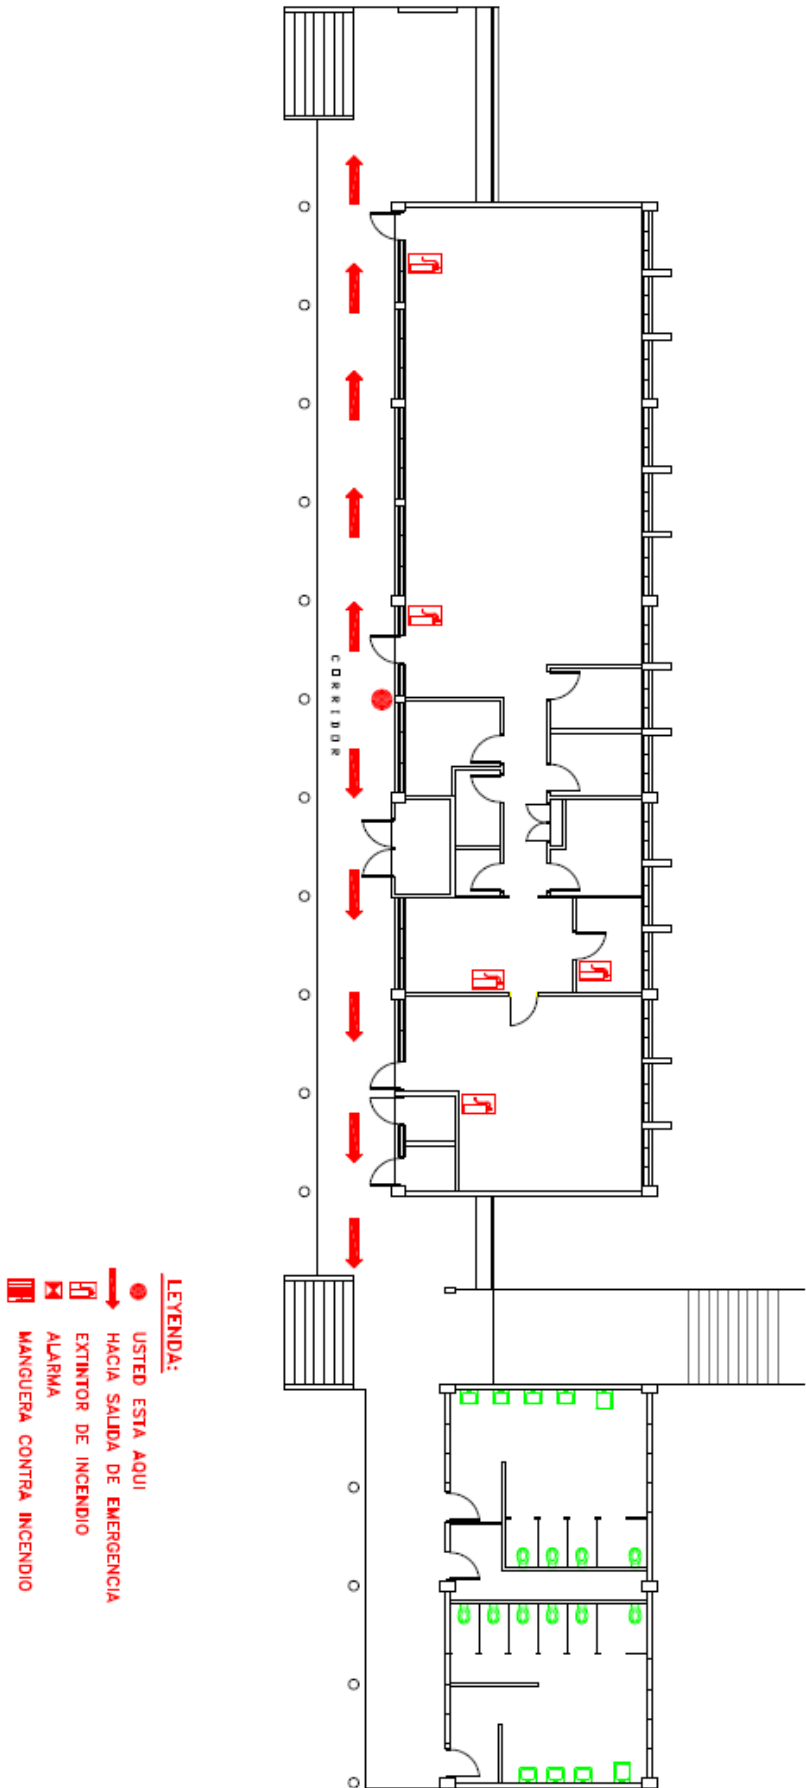 CORRIDOR
LEYENDA:
USTED ESTA AQUI
HACIA SALIDA DE EMERGENCIA
EXTINTOR DE INCENDIO
ALARMA
MANGUERA CONTRA INCENDIO